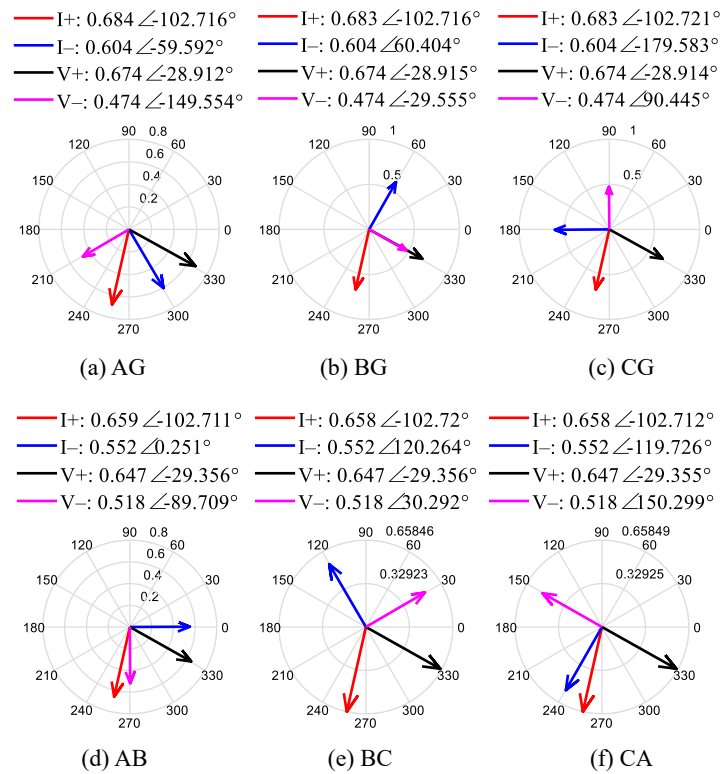 I+: 0.684∠-102.716°
I–: 0.604∠-59.592°
V+: 0.674∠-28.912°
V–: 0.474∠-149.554°
90 0.8
120 0.6 60
0.4
150 0.2 30
180 0
210 330
240 300
270
(a) AG
I+: 0.683∠-102.716°
I–: 0.604∠60.404°
V+: 0.674∠-28.915°
V–: 0.474∠-29.555°
90 1
120 60
0.5
150 30
180 0
210 330
240 300
270
(b) BG
I+: 0.683∠-102.721°
I–: 0.604∠-179.583°
V+: 0.674∠-28.914°
V–: 0.474∠90.445°
90 1
120 60
0.5
150 30
180 0
210 330
240 300
270
(c) CG
I+: 0.659∠-102.711°
I–: 0.552∠0.251°
V+: 0.647∠-29.356°
V–: 0.518∠-89.709°
90 0.8
120 0.6 60
0.4
150 0.2 30
180 0
210 330
240 300
270
(d) AB
I+: 0.658∠-102.72°
I–: 0.552∠120.264°
V+: 0.647∠-29.356°
V–: 0.518∠30.292°
90 0.65846
120 60
0.32923
150 30
180 0
210 330
240 300
270
(e) BC
I+: 0.658∠-102.712°
I–: 0.552∠-119.726°
V+: 0.647∠-29.355°
V–: 0.518∠150.299°
90 0.65849
120 60
0.32925
150 30
180 0
210 330
240 300
270
(f) CA